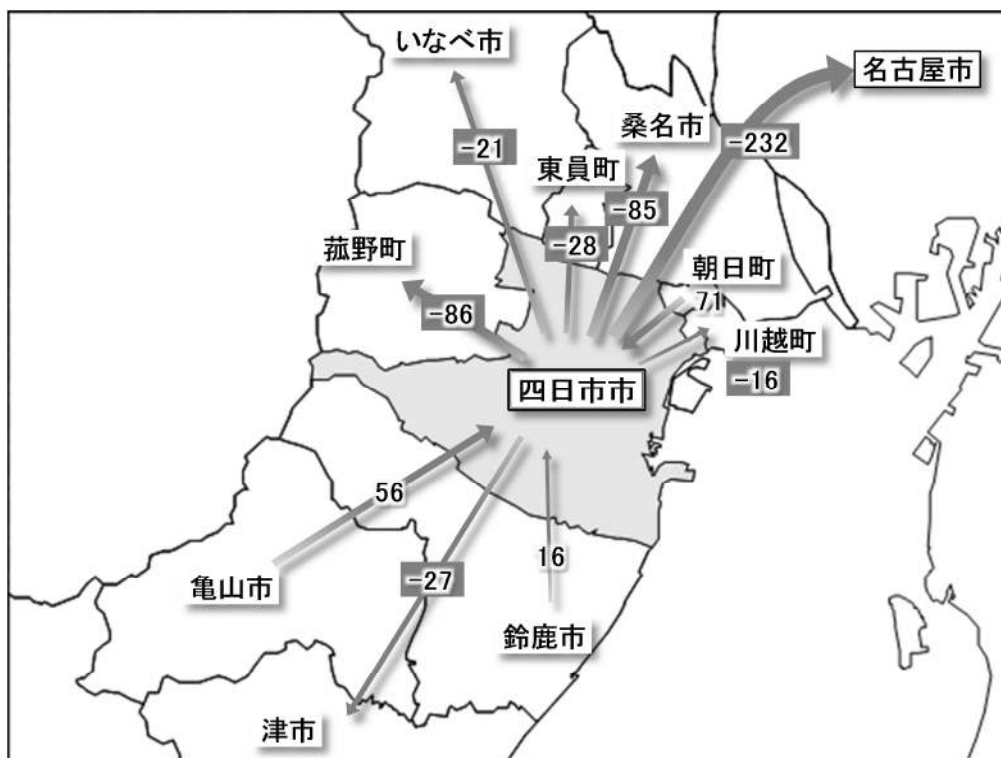 いなべ市
名古屋市
桑名市
-21
-232
東員町
-85
-28
菰野町
朝日町
71
-86
川越町
-16
四日市市
56
16
-27
亀山市
鈴鹿市
津市